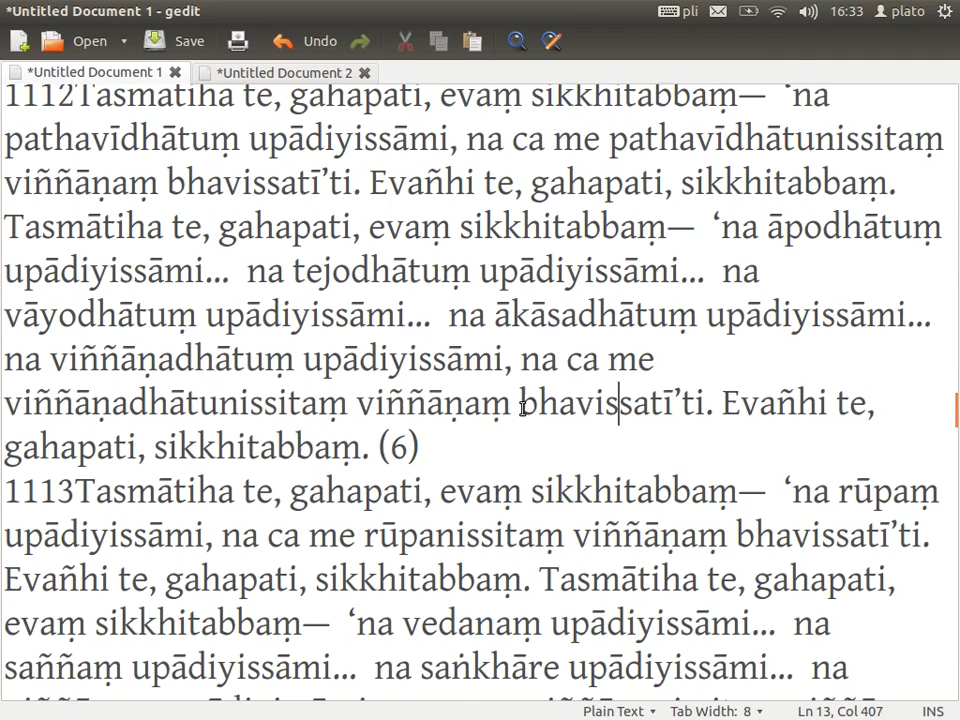 *Untitled Document 1 - gedit
pli
16:33
plato
Open
Save
Undo
*Untitled Document 1
*Untitled Document 2
1112Tasmātiha te, gahapati, evaṃ sikkhitabbaṃ— ‘na
pathavīdhātuṃ upādiyissāmi, na ca me pathavīdhātunissitaṃ
viññāṇaṃ bhavissatī’ti. Evañhi te, gahapati, sikkhitabbaṃ.
Tasmātiha te, gahapati, evaṃ sikkhitabbaṃ— ‘na āpodhātuṃ
upādiyissāmi… na tejodhātuṃ upādiyissāmi… na
vāyodhātuṃ upādiyissāmi… na ākāsadhātuṃ upādiyissāmi…
na viññāṇadhātuṃ upādiyissāmi, na ca me
viññāṇadhātunissitaṃ viññāṇaṃ bhavissatī’ti. Evañhi te,
gahapati, sikkhitabbaṃ. (6)
1113Tasmātiha te, gahapati, evaṃ sikkhitabbaṃ— ‘na rūpaṃ
upādiyissāmi, na ca me rūpanissitaṃ viññāṇaṃ bhavissatī’ti.
Evañhi te, gahapati, sikkhitabbaṃ. Tasmātiha te, gahapati,
evaṃ sikkhitabbaṃ— ‘na vedanaṃ upādiyissāmi… na
saññaṃ upādiyissāmi… na saṅkhāre upādiyissāmi… na
Plain Text
Tab Width: 8
Ln 13, Col 407
INS